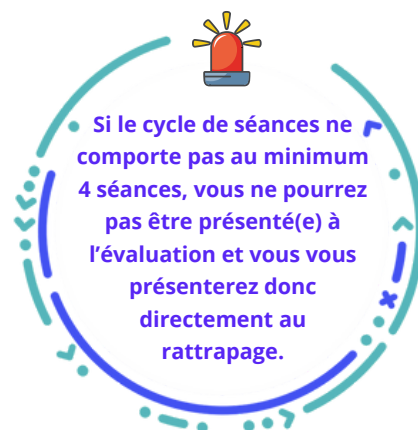 Si le cycle de séances ne
comporte pas au minimum
4 séances, vous ne pourrez
pas être présenté(e) à
l’évaluation et vous vous
présenterez donc
directement au
rattrapage.